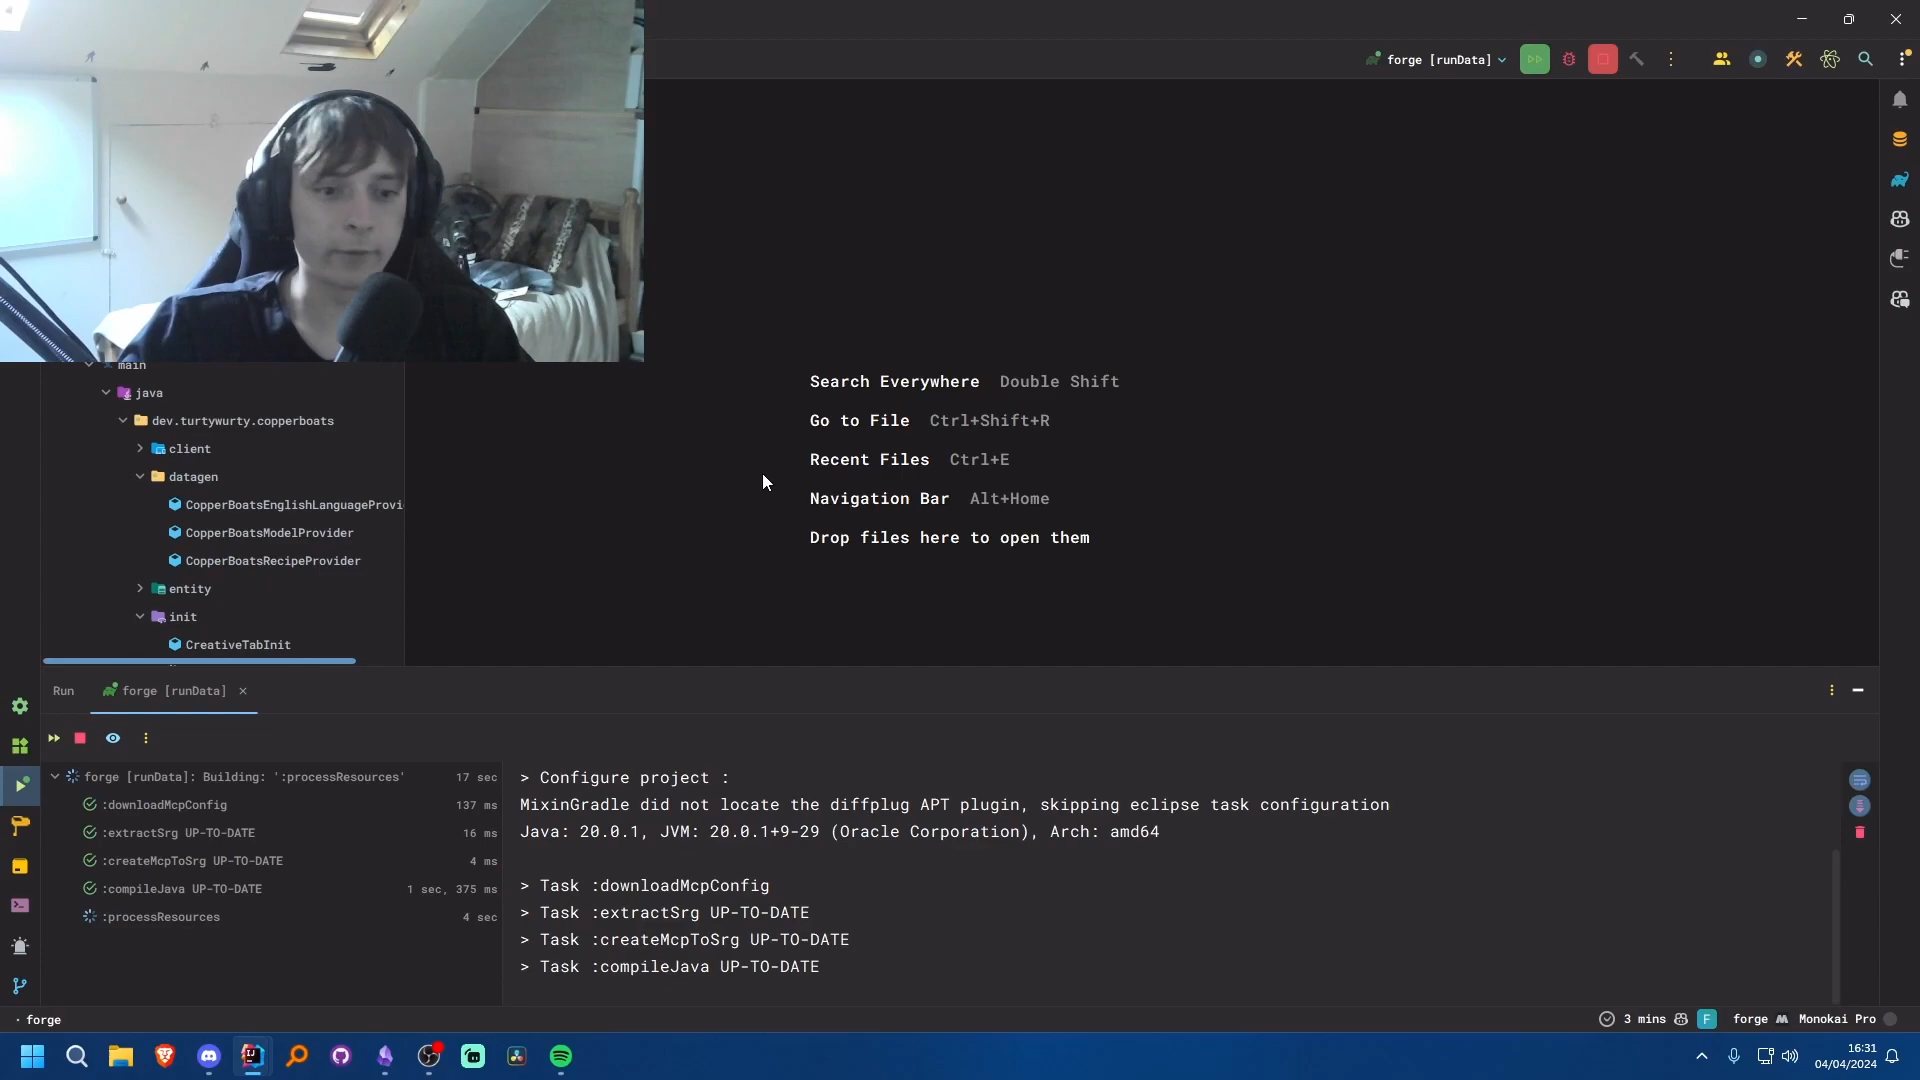 forge [runData]
main
java
dev.turtywurty.copperboats
client
datagen
CopperBoatsEnglishLanguageProvi
CopperBoatsModelProvider
CopperBoatsRecipeProvider
entity
init
CreativeTabInit
Search Everywhere Double Shift
Go to File Ctrl+Shift+R
Recent Files Ctrl+E
Navigation Bar Alt+Home
Drop files here to open them
Run forge [runData]
forge [runData]: Building: ':processResources' 17 sec
:downloadMcpConfig 137 ms
:extractSrg UP-TO-DATE 16 ms
:createMcpToSrg UP-TO-DATE 4 ms
:compileJava UP-TO-DATE 1 sec, 375 ms
:processResources 4 sec
> Configure project :
MixinGradle did not locate the diffplug APT plugin, skipping eclipse task configuration
Java: 20.0.1, JVM: 20.0.1+9-29 (Oracle Corporation), Arch: amd64
> Task :downloadMcpConfig
> Task :extractSrg UP-TO-DATE
> Task :createMcpToSrg UP-TO-DATE
> Task :compileJava UP-TO-DATE
forge
3 mins F forge Monokai Pro
16:31
04/04/2024